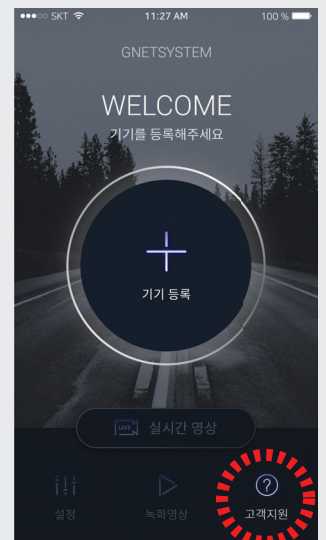 SKT 11:27 AM 100 %
GNETSYSTEM
WELCOME
기기를 등록해주세요
기기 등록
LIVE 실시간 영상
설정 녹화영상 고객지원